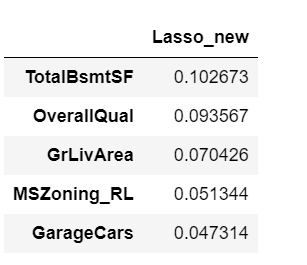 Lasso_new
TotalBsmtSF 0.102673
OverallQual 0.093567
GrLivArea 0.070426
MSZoning_RL 0.051344
GarageCars 0.047314